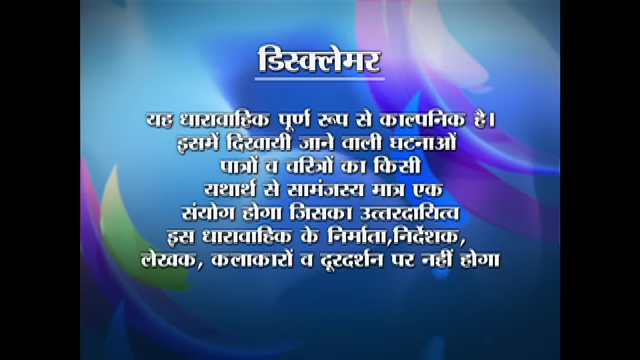 डिस्क्लेमर
यह धारावाहिक पूर्ण रूप से काल्पनिक है।
इसमें दिखायी जाने वाली घटनाओं
पात्रों व चरित्रों का किसी
यथार्थ से सामंजस्य मात्र एक
संयोग होगा जिसका उत्तरदायित्व
इस धारावाहिक के निर्माता,निर्देशक,
लेखक, कलाकारों व दूरदर्शन पर नहीं होगा